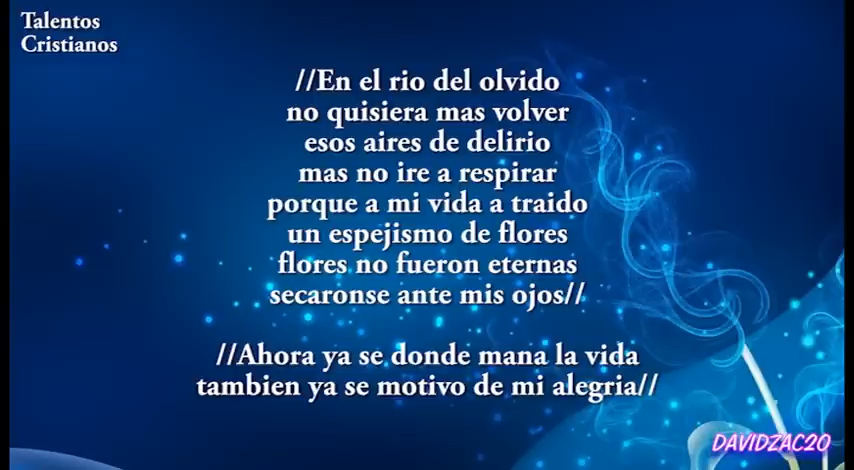 Talentos
Cristianos
//En el rio del olvido
no quisiera mas volver
esos aires de delirio
mas no ire a respirar
porque a mi vida a traido
un espejismo de flores
flores no fueron eternas
secaronse ante mis ojos//
//Ahora ya se donde mana la vida
tambien ya se motivo de mi alegria//
DAVIDZAC20